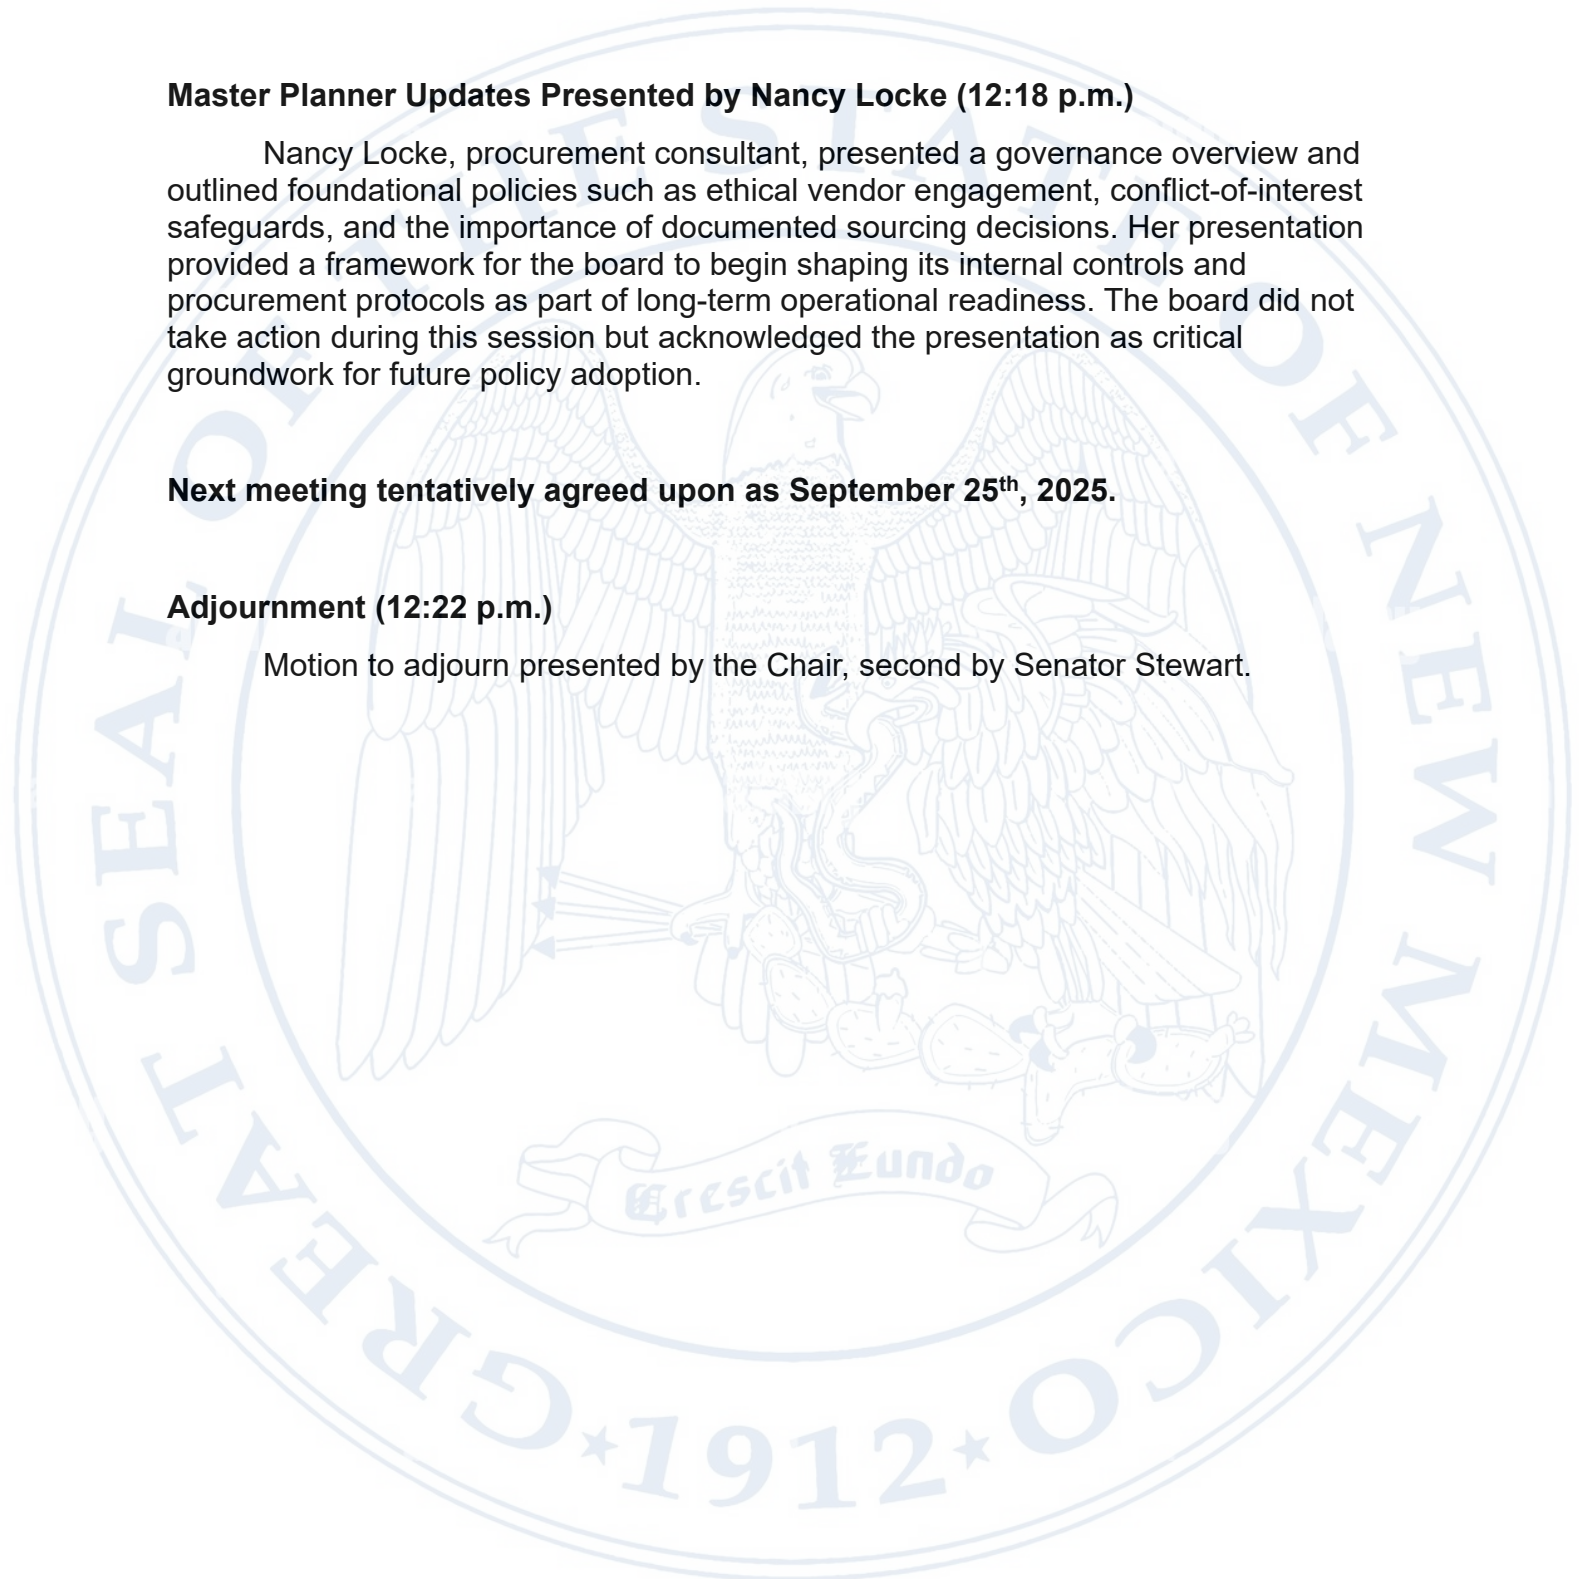 Master Planner Updates Presented by Nancy Locke (12:18 p.m.)
Nancy Locke, procurement consultant, presented a governance overview and
outlined foundational policies such as ethical vendor engagement, conflict-of-interest
safeguards, and the importance of documented sourcing decisions. Her presentation
provided a framework for the board to begin shaping its internal controls and
procurement protocols as part of long-term operational readiness. The board did not
take action during this session but acknowledged the presentation as critical
groundwork for future policy adoption.
Next meeting tentatively agreed upon as September 25th, 2025.
Adjournment (12:22 p.m.)
Motion to adjourn presented by the Chair, second by Senator Stewart.
GREAT SEAL OF THE STATE OF NEW MEXICO
Crescit Eundo
★1912★